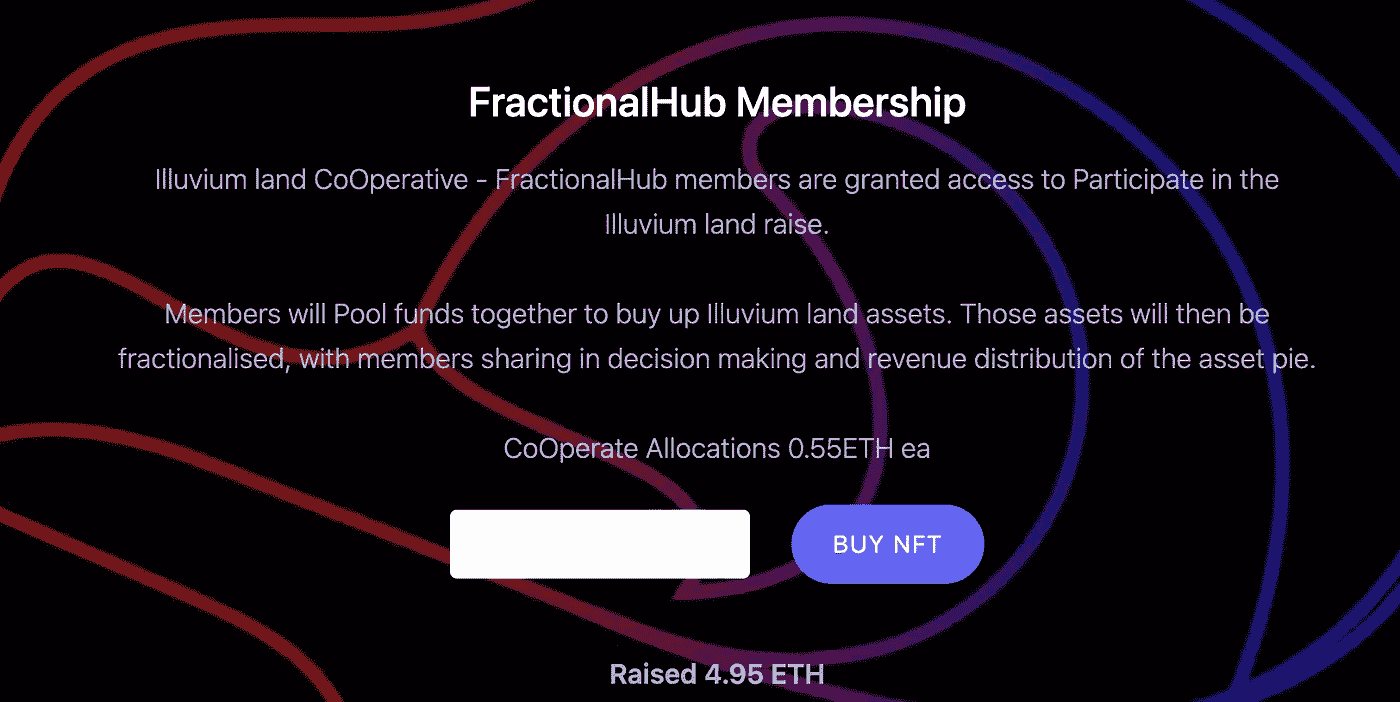 FractionalHub Membership
Illuvium land CoOperative - FractionalHub members are granted access to Participate in the
Illuvium land raise.
Members will Pool funds together to buy up Illuvium land assets. Those assets will then be
fractionalised, with members sharing in decision making and revenue distribution of the asset pie.
CoOperate Allocations 0.55ETH ea
BUY NFT
Raised 4.95 ETH